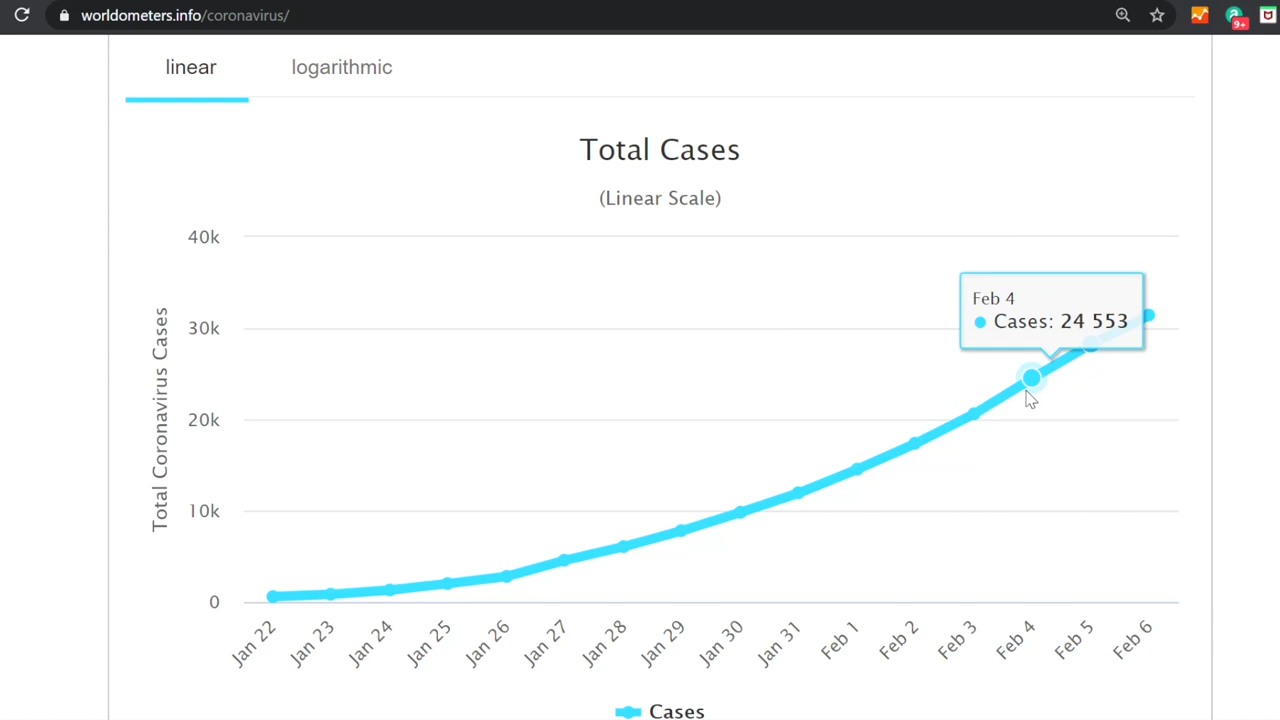 worldometers.info/coronavirus/
9+
linear
logarithmic
Total Cases
(Linear Scale)
Total Coronavirus Cases
40k
30k
20k
10k
0
Feb 4
Cases: 24 553
Jan 22
Jan 23
Jan 24
Jan 25
Jan 26
Jan 27
Jan 28
Jan 29
Jan 30
Jan 31
Feb 1
Feb 2
Feb 3
Feb 4
Feb 5
Feb 6
Cases